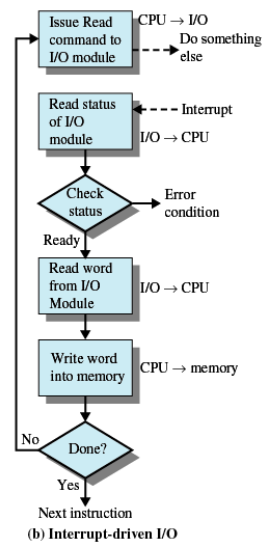 Issue Read
command to
I/O module
CPU → I/O
Do something
else
Read status
of I/O
module
Interrupt
I/O → CPU
Check
status
Error
condition
Ready
Read word
from I/O
Module
I/O → CPU
Write word
into memory
CPU → memory
No
Done?
Yes
Next instruction
(b) Interrupt-driven I/O